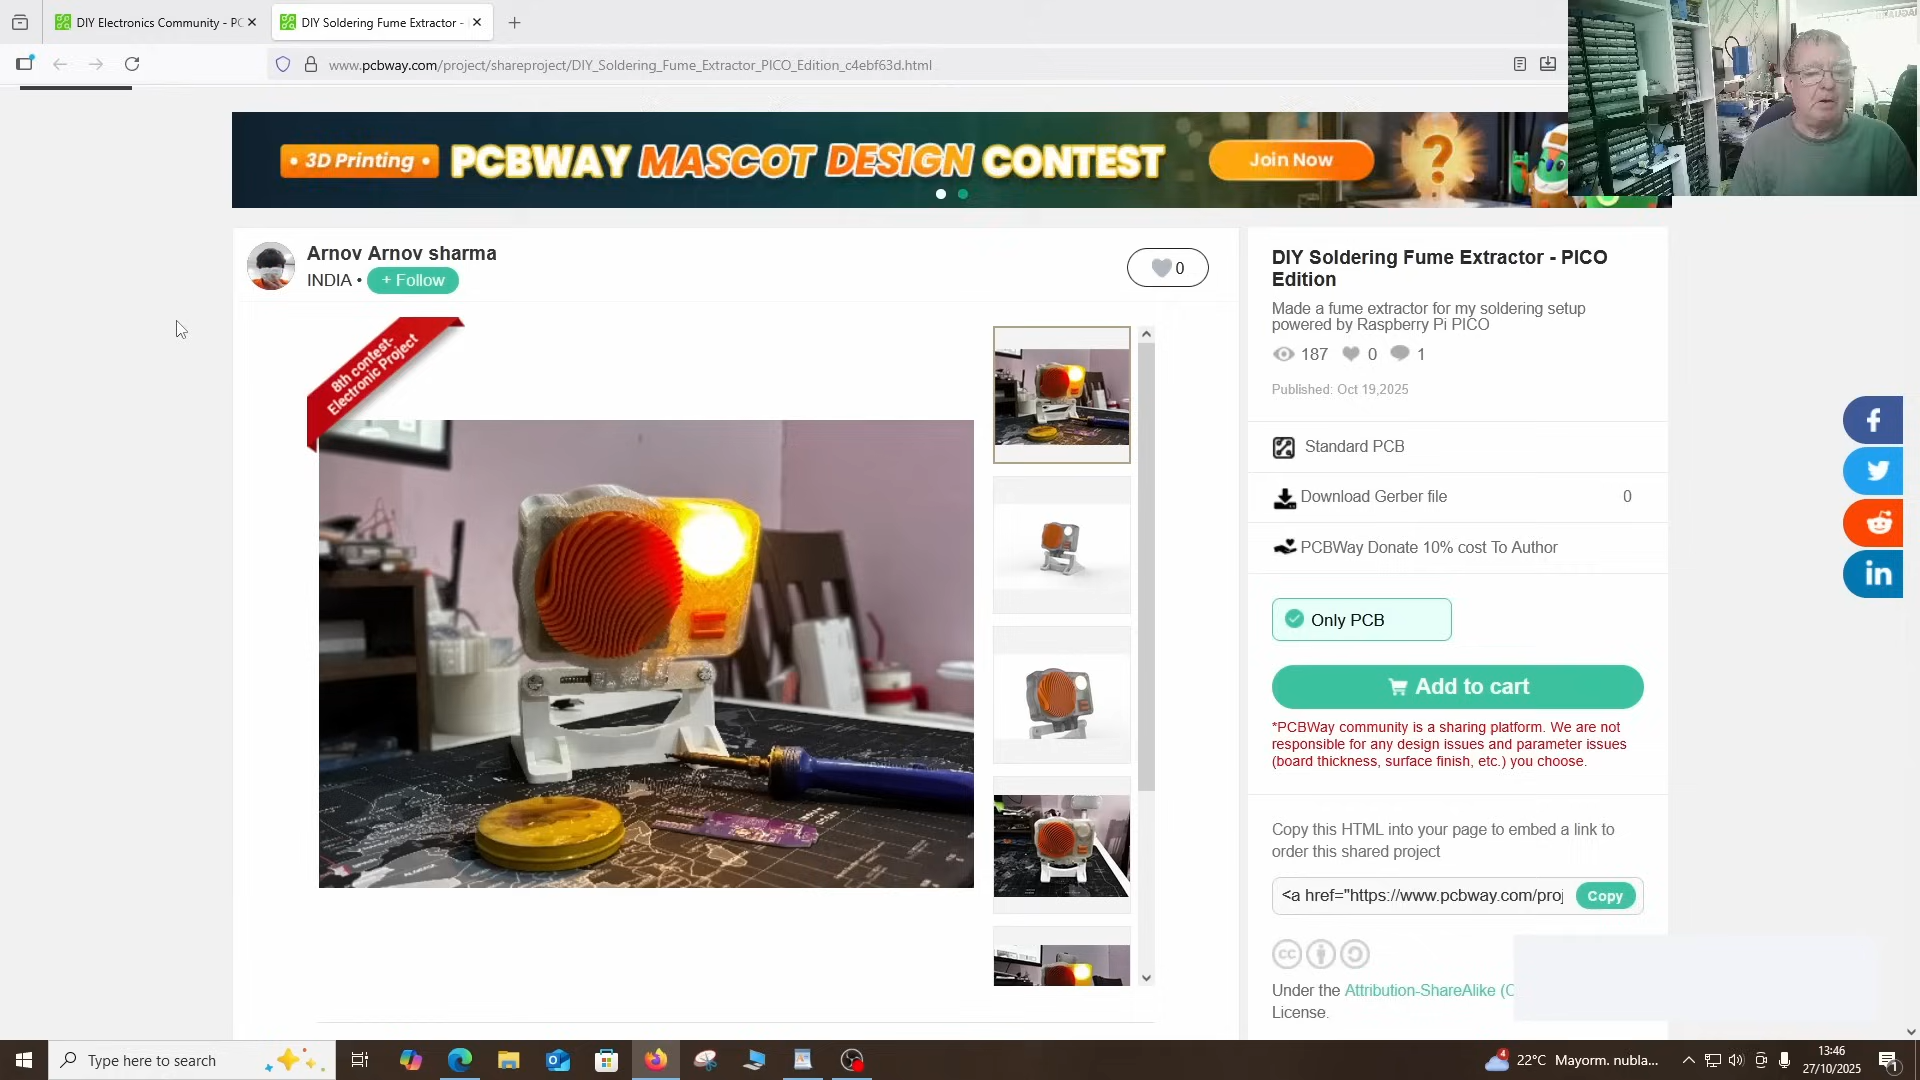 DIY Electronics Community - PC
DIY Soldering Fume Extractor -
www.pcbway.com/project/shareproject/DIY_Soldering_Fume_Extractor_PICO_Edition_c4ebf63d.html
• 3D Printing • PCBWAY MASCOT DESIGN CONTEST Join Now ?
Arnov Arnov sharma
INDIA • + Follow
0
8th contest-
Electronic Project
DIY Soldering Fume Extractor - PICO
Edition
Made a fume extractor for my soldering setup
powered by Raspberry Pi PICO
187 0 1
Published: Oct 19,2025
Standard PCB
Download Gerber file 0
PCBWay Donate 10% cost To Author
Only PCB
Add to cart
*PCBWay community is a sharing platform. We are not
responsible for any design issues and parameter issues
(board thickness, surface finish, etc.) you choose.
Copy this HTML into your page to embed a link to
order this shared project
<a href="https://www.pcbway.com/proj Copy
cc
Under the Attribution-ShareAlike (C
License.
f
in
Type here to search
4
22°C Mayorm. nubla...
13:46
27/10/2025
1